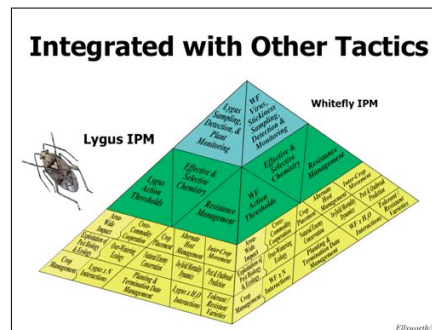 Integrated with Other Tactics
Whitefly IPM
Lygus IPM
Lygus
Sampling,
Detection, &
Plant
Monitoring
WF
Virus,
Stickiness
Sampling,
Detection &
Monitoring
Lygus
Action
Thresholds
Effective &
Selective
Chemistry
Resistance
Management
WF
Action
Thresholds
Effective &
Selective
Chemistry
Resistance
Management
Area-
Wide
Impact
Cross-
Commodity
Cooperation
Crop
Placement
Alternate
Host
Management
Inter-Crop
Movement
Exploitation of
Pest Biology
& Ecology
Over-Wintering
Ecology
Natural Enemy
Conservation
In-field Mortality
Dynamics
Pest & Outbreak
Prediction
Crop
Management
Lygus x N
Interactions
Planting &
Termination Date
Management
Lygus x H2O
Interactions
Tolerant/
Resistant
Varieties
Area-
Wide
Impact
Cross-
Commodity
Cooperation
Crop
Placement
Alternate
Host
Management
Inter-Crop
Movement
Exploitation of
Pest Biology
& Ecology
Over-Wintering
Ecology
Natural Enemy
Conservation
In-field Mortality
Dynamics
Pest & Outbreak
Prediction
Crop
Management
WF x N
Interactions
Planting &
Termination Date
Management
WF x H2O
Interactions
Tolerant/
Resistant
Varieties
Ellsworth/